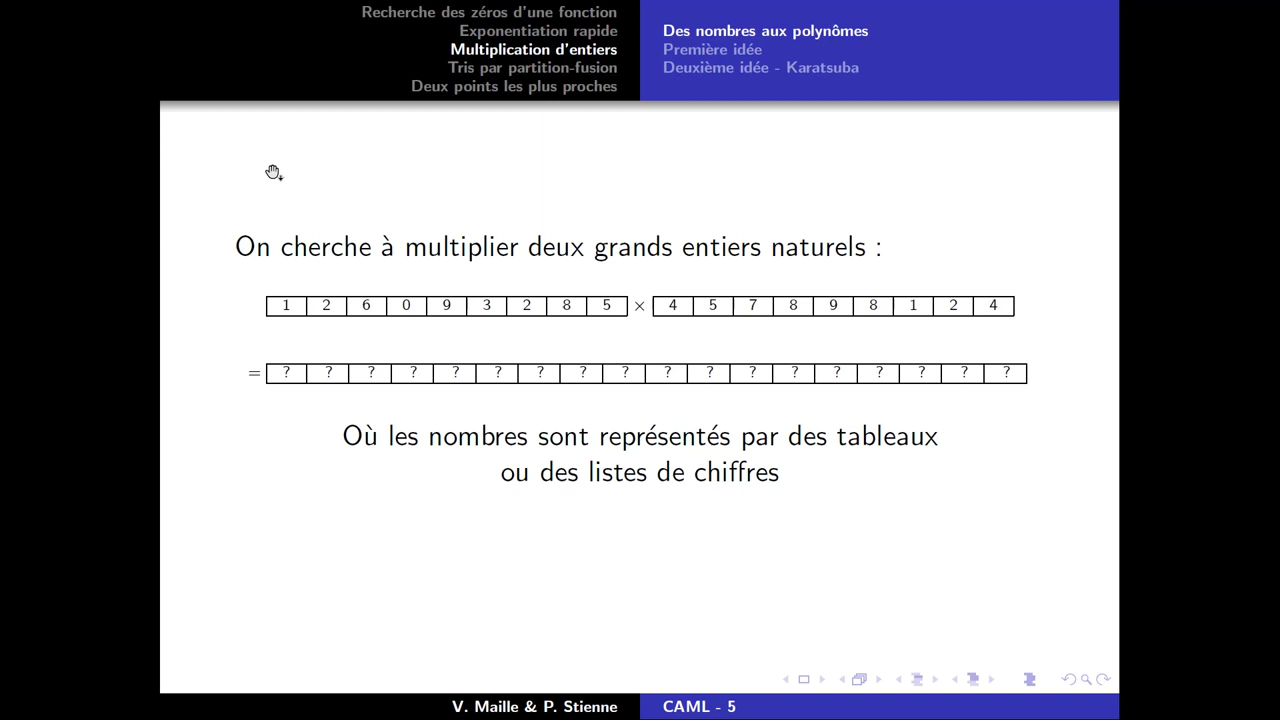 Recherche des zéros d'une fonction
Exponentiation rapide
Multiplication d'entiers
Tris par partition-fusion
Deux points les plus proches
Des nombres aux polynômes
Première idée
Deuxième idée - Karatsuba
On cherche à multiplier deux grands entiers naturels :
1 2 6 0 9 3 2 8 5 × 4 5 7 8 9 8 1 2 4
= ? ? ? ? ? ? ? ? ? ? ? ? ? ? ? ? ? ?
Où les nombres sont représentés par des tableaux
ou des listes de chiffres
V. Maille & P. Stienne
CAML - 5